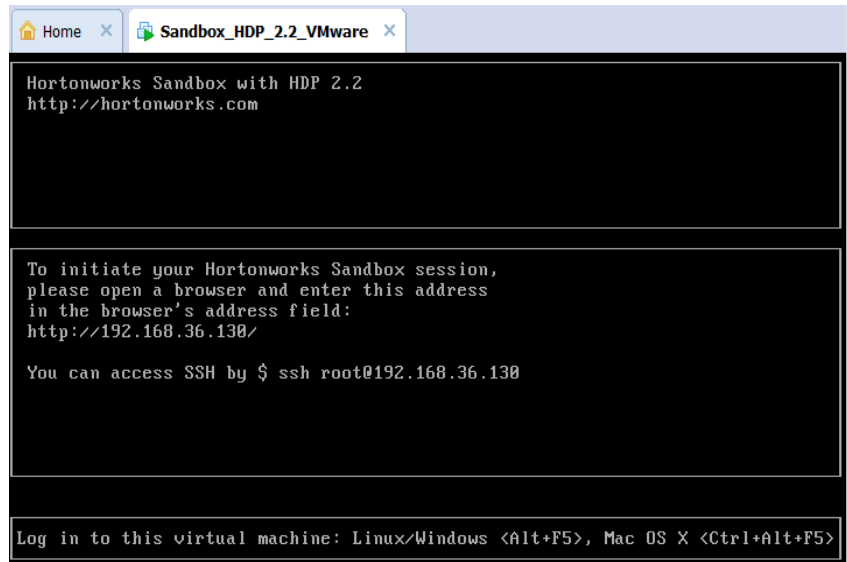 Home
Sandbox_HDP_2.2_VMware
Hortonworks Sandbox with HDP 2.2
http://hortonworks.com
To initiate your Hortonworks Sandbox session,
please open a browser and enter this address
in the browser's address field:
http://192.168.36.130/
You can access SSH by $ ssh root@192.168.36.130
Log in to this virtual machine: Linux/Windows <Alt+F5>, Mac OS X <Ctrl+Alt+F5>